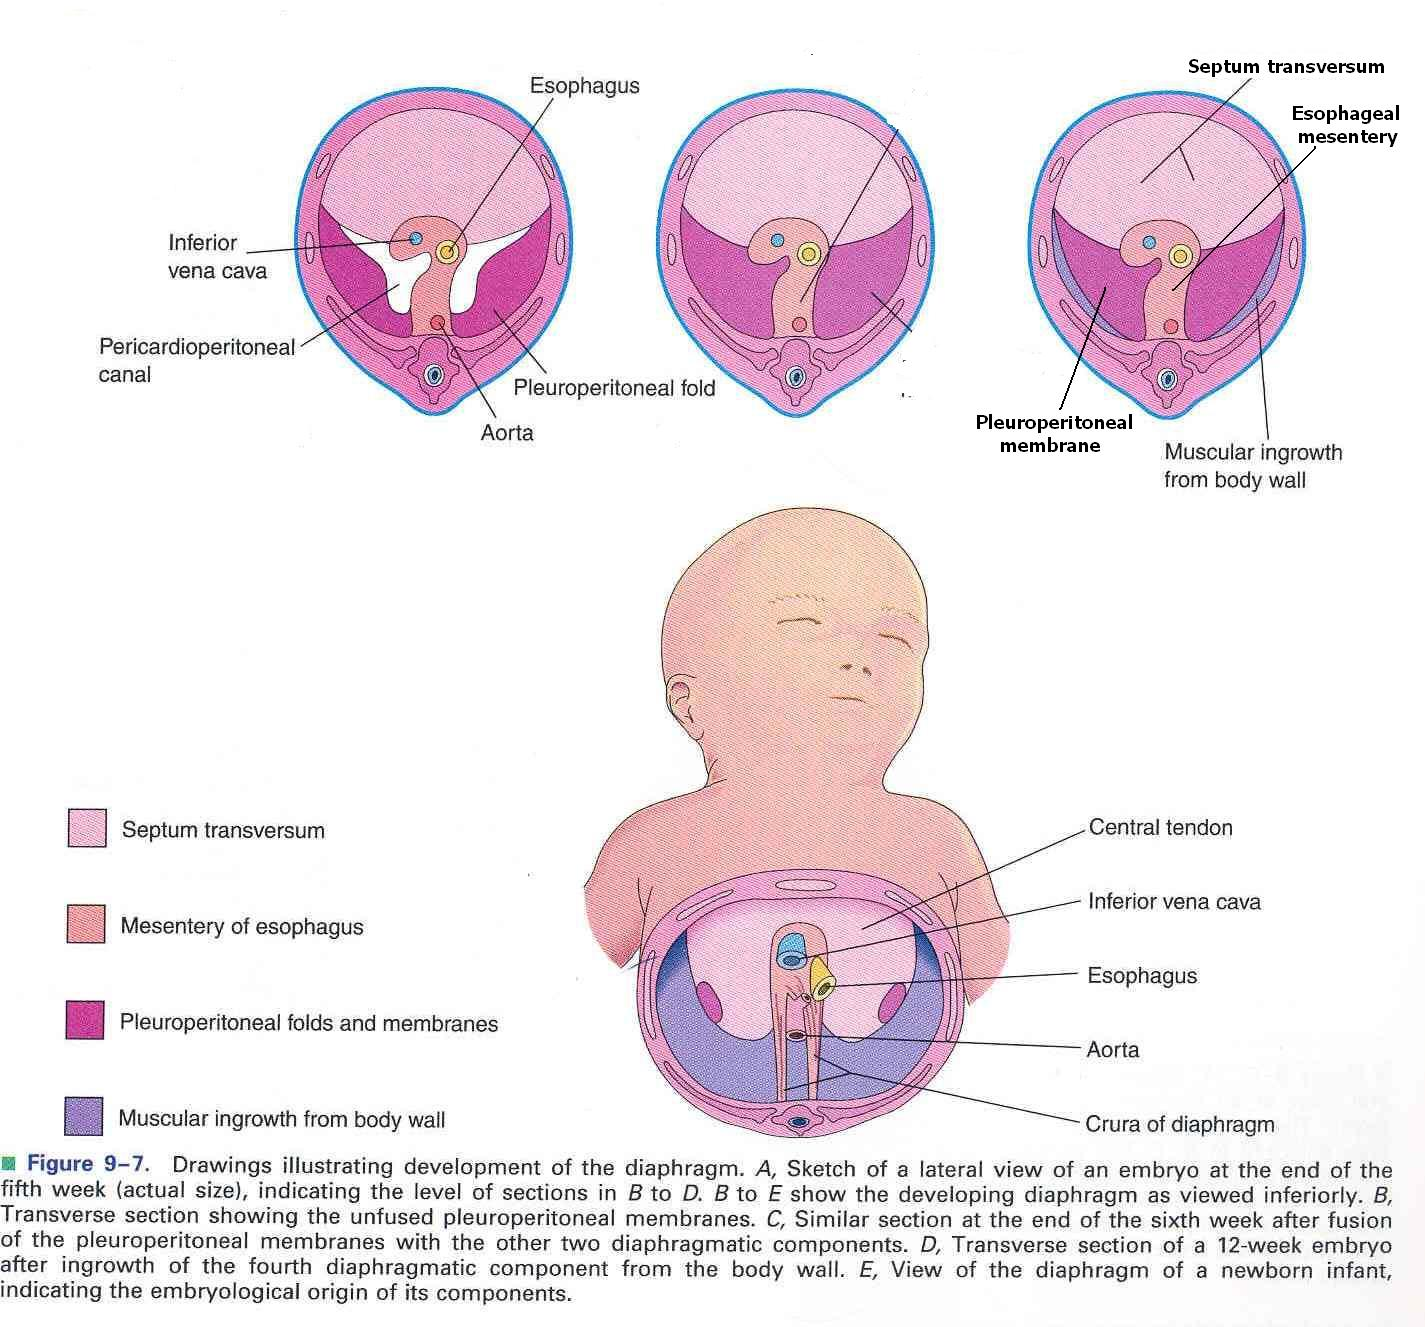 Esophagus
Inferior
vena cava
Pericardioperitoneal
canal
Pleuroperitoneal fold
Aorta
Septum transversum
Esophageal
mesentery
Pleuroperitoneal
membrane
Muscular ingrowth
from body wall
Septum transversum
Mesentery of esophagus
Pleuroperitoneal folds and membranes
Muscular ingrowth from body wall
Central tendon
Inferior vena cava
Esophagus
Aorta
Crura of diaphragm
Figure 9–7. Drawings illustrating development of the diaphragm. A, Sketch of a lateral view of an embryo at the end of the
fifth week (actual size), indicating the level of sections in B to D. B to E show the developing diaphragm as viewed inferiorly. B,
Transverse section showing the unfused pleuroperitoneal membranes. C, Similar section at the end of the sixth week after fusion
of the pleuroperitoneal membranes with the other two diaphragmatic components. D, Transverse section of a 12-week embryo
after ingrowth of the fourth diaphragmatic component from the body wall. E, View of the diaphragm of a newborn infant,
indicating the embryological origin of its components.